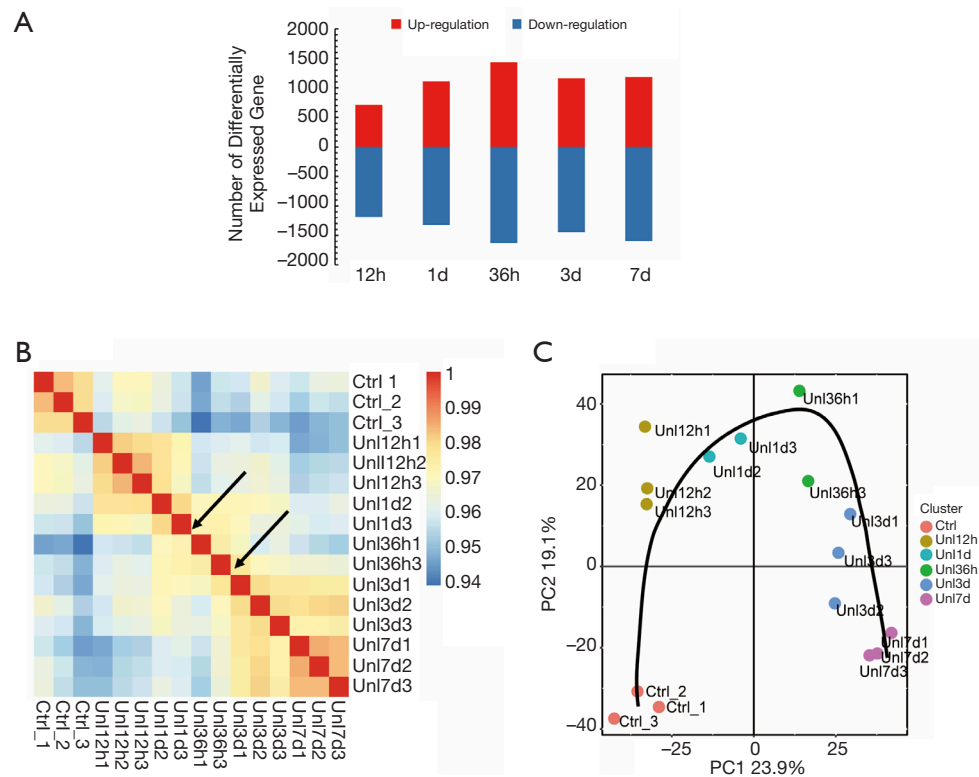 A
Up-regulation Down-regulation
Number of Differentially
Expressed Gene
2000
1500
1000
500
0
−500
−1000
−1500
−2000
12h 1d 36h 3d 7d
B
Ctrl 1
Ctrl_2
Ctrl_3
Unl12h1
Unll12h2
Unl12h3
Unl1d2
Unl1d3
Unl36h1
Unl36h3
Unl3d1
Unl3d2
Unl3d3
Unl7d1
Unl7d2
Unl7d3
1
0.99
0.98
0.97
0.96
0.95
0.94
Ctrl_1 Ctrl_2 Ctrl_3 Unl12h1 Unl12h2 Unl12h3 Unl1d2 Unl1d3 Unl36h1 Unl36h3 Unl3d1 Unl3d2 Unl3d3 Unl7d1 Unl7d2 Unl7d3
C
PC2 19.1%
40
20
0
−20
−40
Unl36h1
Unl12h1
Unl1d3
Unl1d2
Unl12h2
Unl12h3
Unl36h3
Unl3d1
Unl3d3
Unl3d2
Unl7d1
Unl7d2
Unl7d3
Ctrl_2
Ctrl_1
Ctrl_3
−25 0 25
PC1 23.9%
Cluster
Ctrl
Unl12h
Unl1d
Unl36h
Unl3d
Unl7d